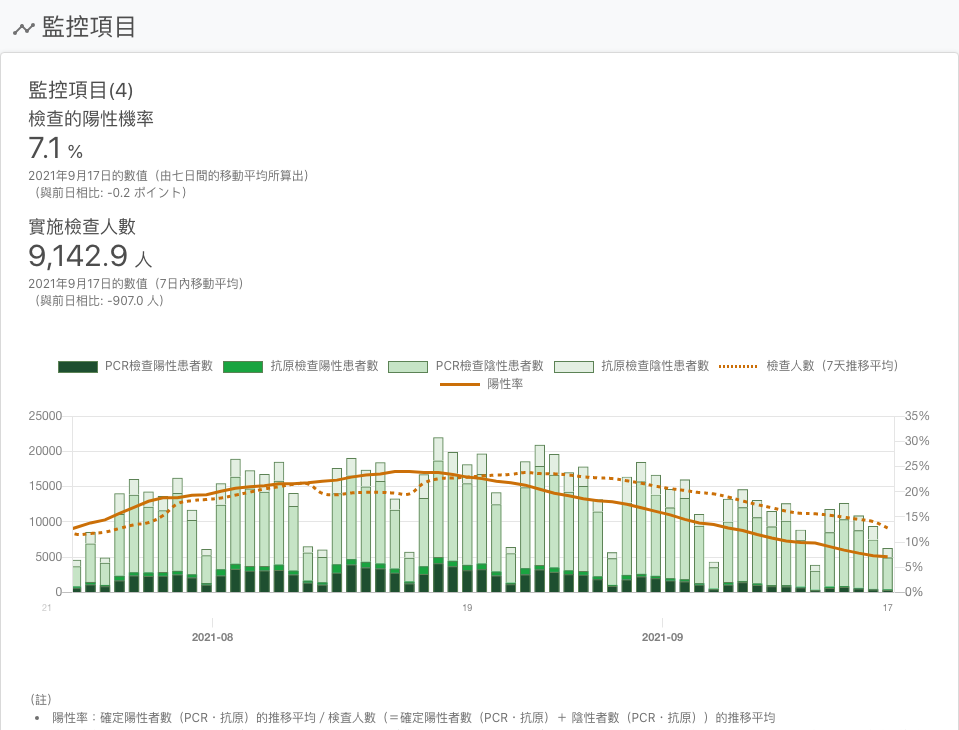 監控項目
監控項目(4)
檢查的陽性機率
7.1 %
2021年9月17日的數值（由七日間的移動平均所算出）
（與前日相比: -0.2 ポイント）
實施檢查人數
9,142.9 人
2021年9月17日的數值（7日內移動平均）
（與前日相比: -907.0 人）
PCR檢查陽性患者數 抗原檢查陽性患者數 PCR檢查陰性患者數 抗原檢查陰性患者數 檢查人數（7天推移平均）
陽性率
25000 35%
30%
20000
25%
15000
20%
15%
10000
10%
5000
5%
0 0%
21 19 17
2021-08 2021-09
（註）
• 陽性率：確定陽性者數（PCR・抗原）的推移平均 / 檢查人數（＝確定陽性者數（PCR・抗原）＋ 陰性者數（PCR・抗原））的推移平均